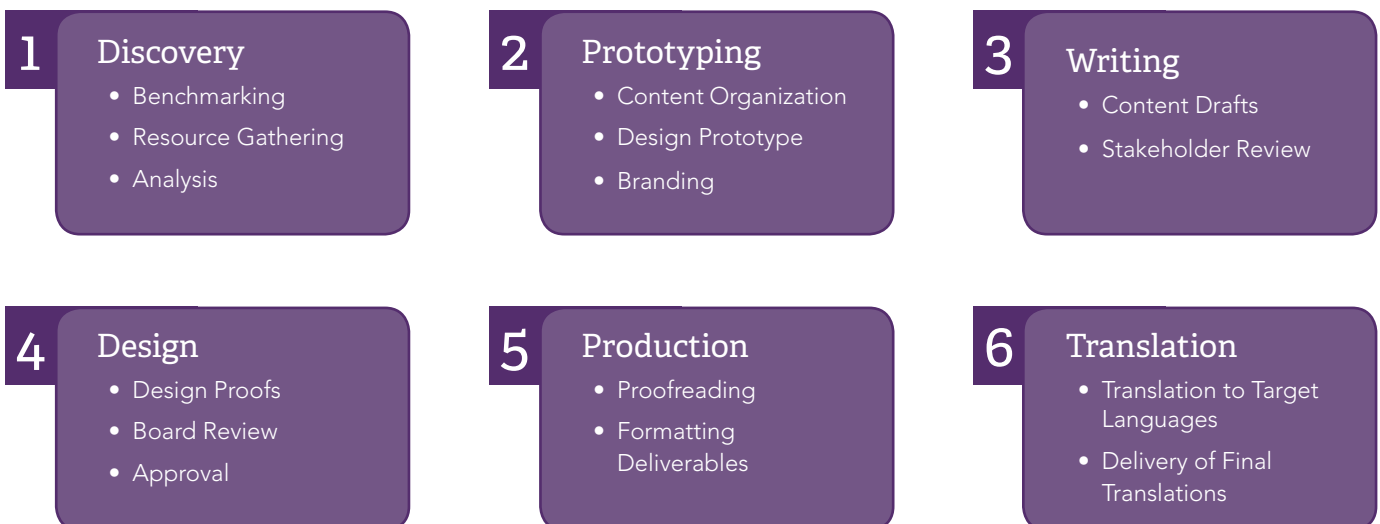 1
Discovery
• Benchmarking
• Resource Gathering
• Analysis
2
Prototyping
• Content Organization
• Design Prototype
• Branding
3
Writing
• Content Drafts
• Stakeholder Review
4
Design
• Design Proofs
• Board Review
• Approval
5
Production
• Proofreading
• Formatting
Deliverables
6
Translation
• Translation to Target
Languages
• Delivery of Final
Translations